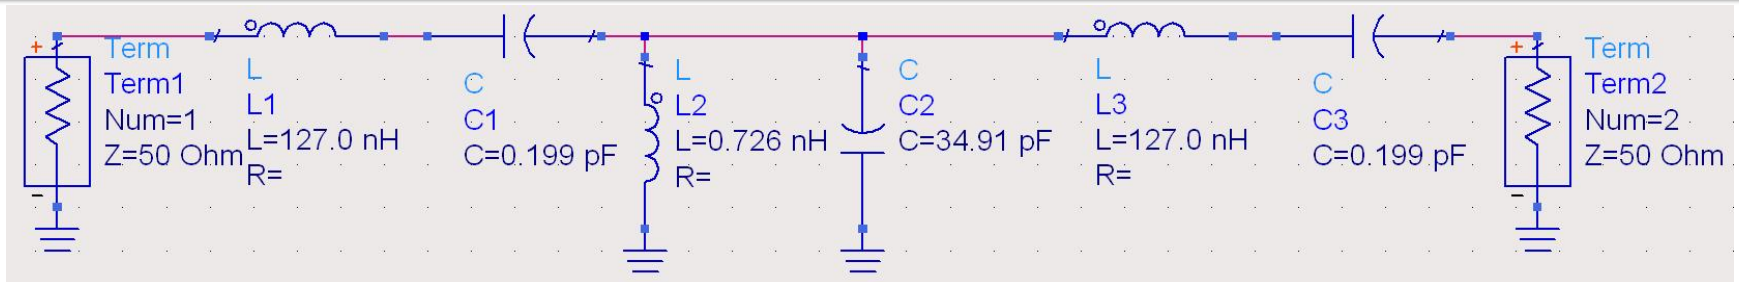 +
Term
Term1
Num=1
Z=50 Ohm
-
L
L1
L=127.0 nH
R=
C
C1
C=0.199 pF
L
L2
L=0.726 nH
R=
C
C2
C=34.91 pF
L
L3
L=127.0 nH
R=
C
C3
C=0.199 pF
+
Term
Term2
Num=2
Z=50 Ohm
-